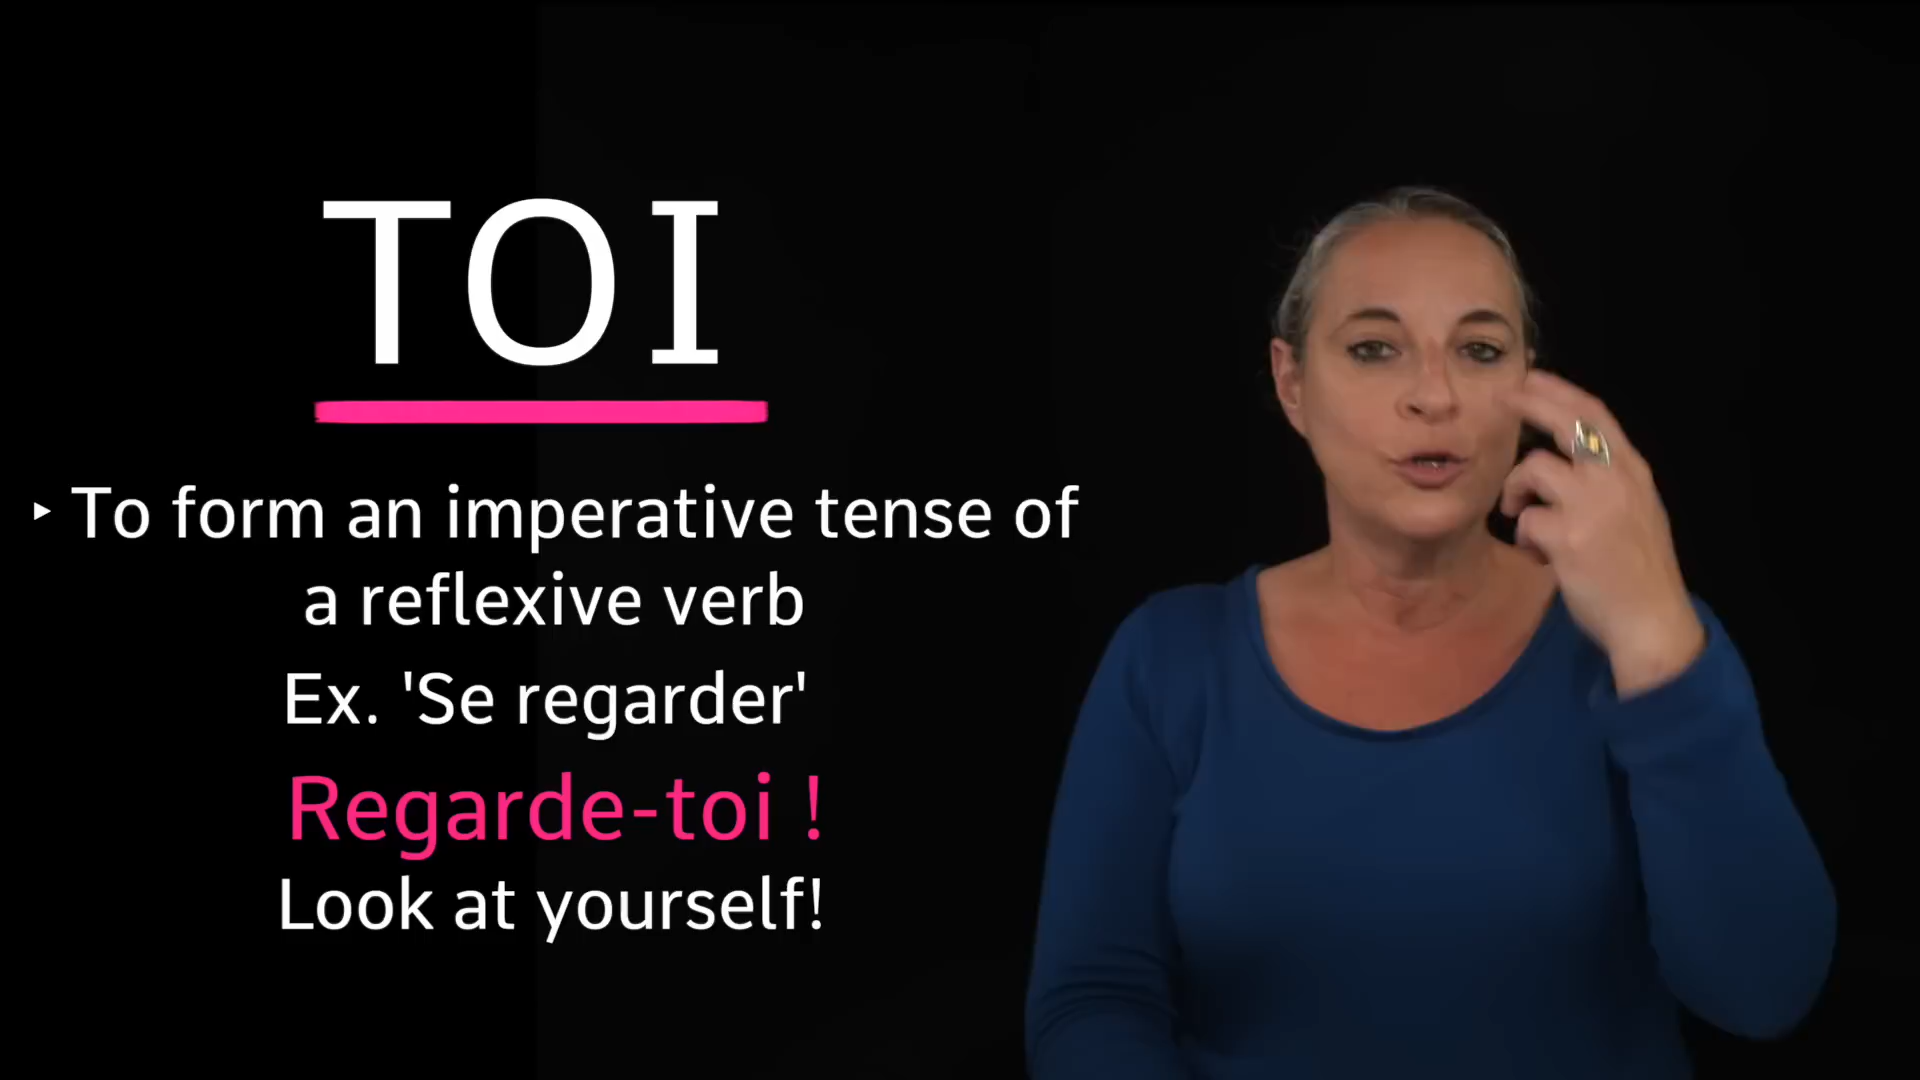 TOI
‣ To form an imperative tense of
a reflexive verb
Ex. 'Se regarder'
Regarde-toi !
Look at yourself!